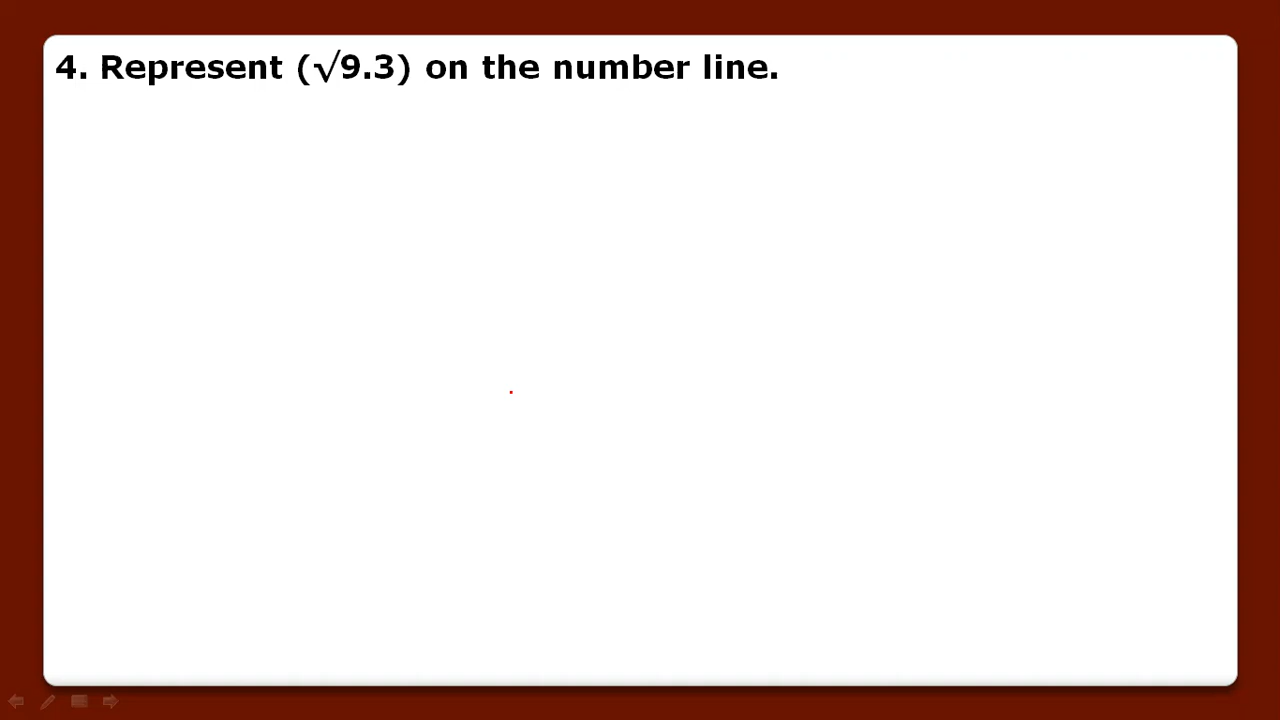 4. Represent (√9.3) on the number line.